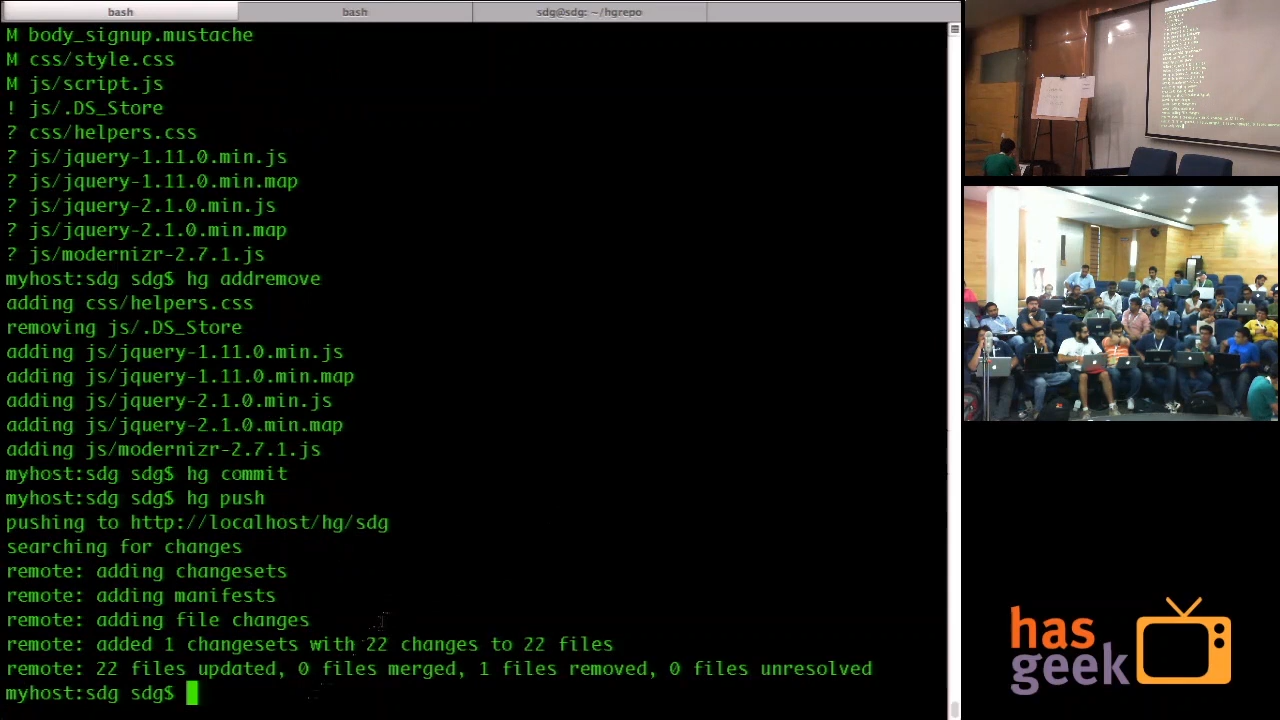 bash
bash
sdg@sdg: ~/hgrepo
M body_signup.mustache
M css/style.css
M js/script.js
! js/.DS_Store
? css/helpers.css
? js/jquery-1.11.0.min.js
? js/jquery-1.11.0.min.map
? js/jquery-2.1.0.min.js
? js/jquery-2.1.0.min.map
? js/modernizr-2.7.1.js
myhost:sdg sdg$ hg addremove
adding css/helpers.css
removing js/.DS_Store
adding js/jquery-1.11.0.min.js
adding js/jquery-1.11.0.min.map
adding js/jquery-2.1.0.min.js
adding js/jquery-2.1.0.min.map
adding js/modernizr-2.7.1.js
myhost:sdg sdg$ hg commit
myhost:sdg sdg$ hg push
pushing to http://localhost/hg/sdg
searching for changes
remote: adding changesets
remote: adding manifests
remote: adding file changes
remote: added 1 changesets with 22 changes to 22 files
remote: 22 files updated, 0 files merged, 1 files removed, 0 files unresolved
myhost:sdg sdg$
has
geek